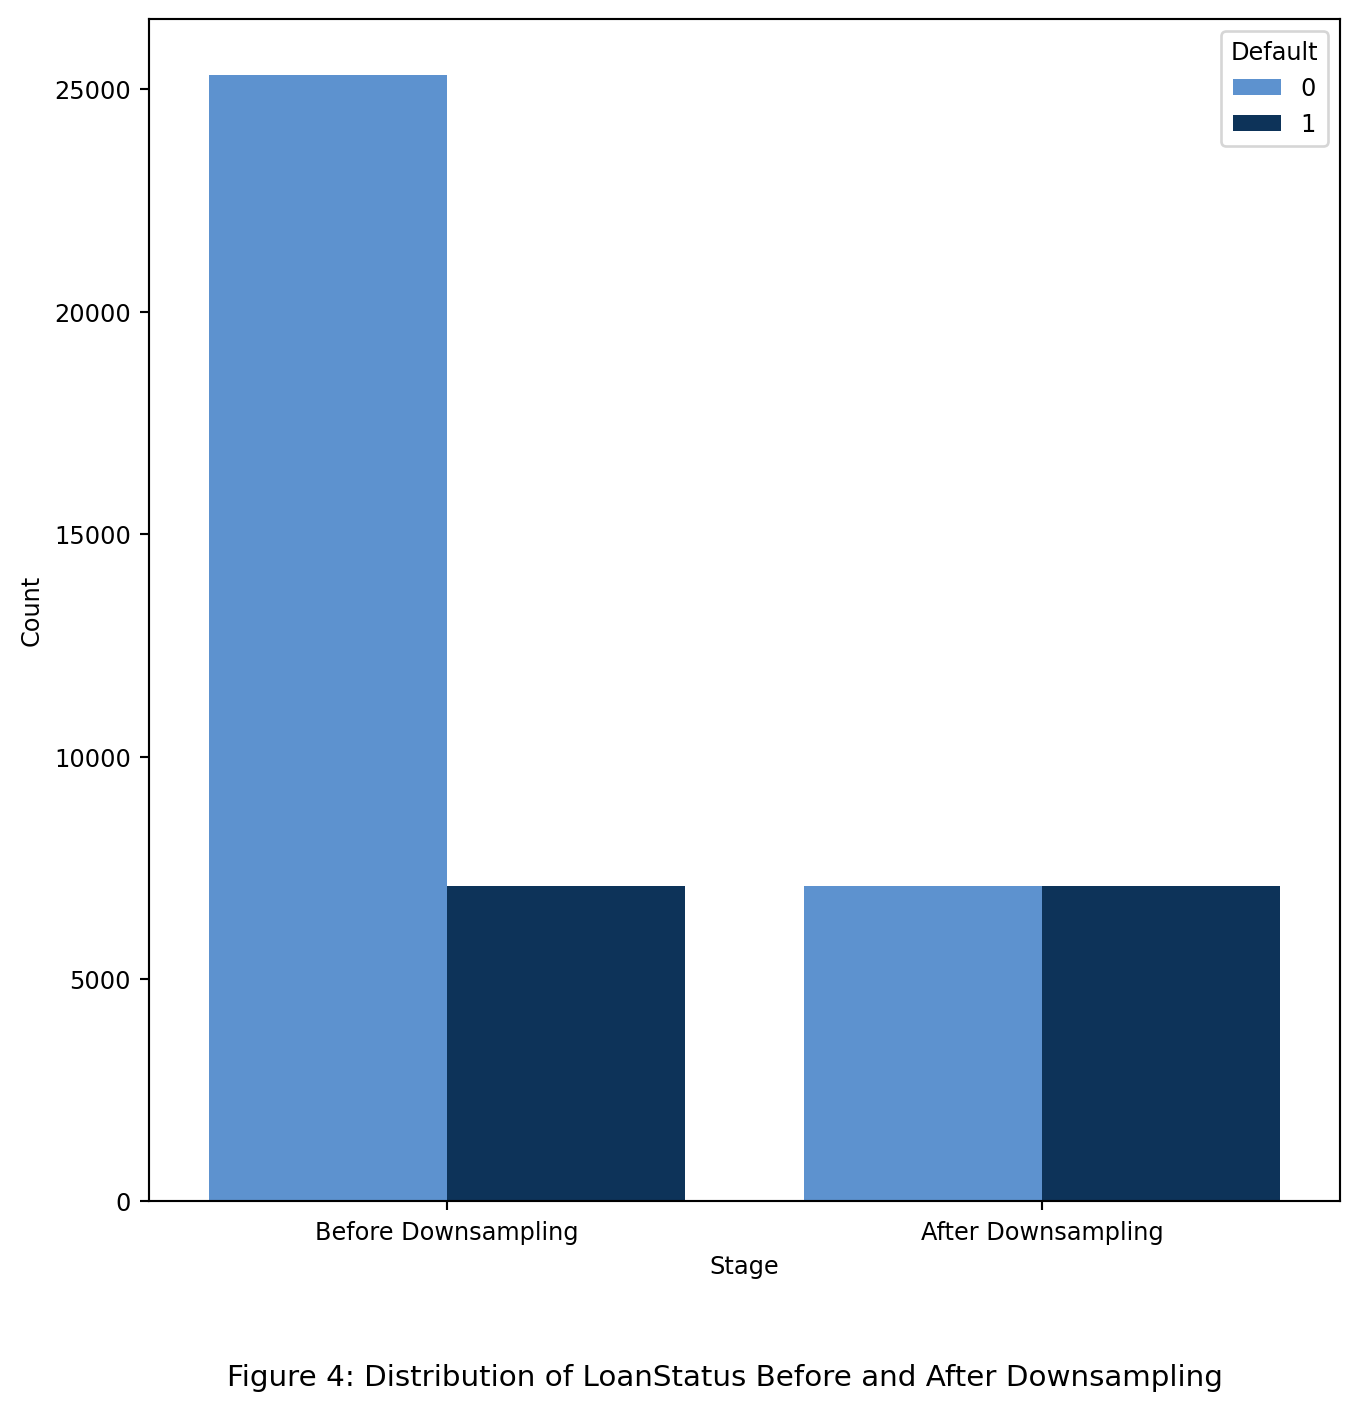 Default
0
1
25000
20000
15000
10000
5000
0
Count
Before Downsampling
After Downsampling
Stage
Figure 4: Distribution of LoanStatus Before and After Downsampling